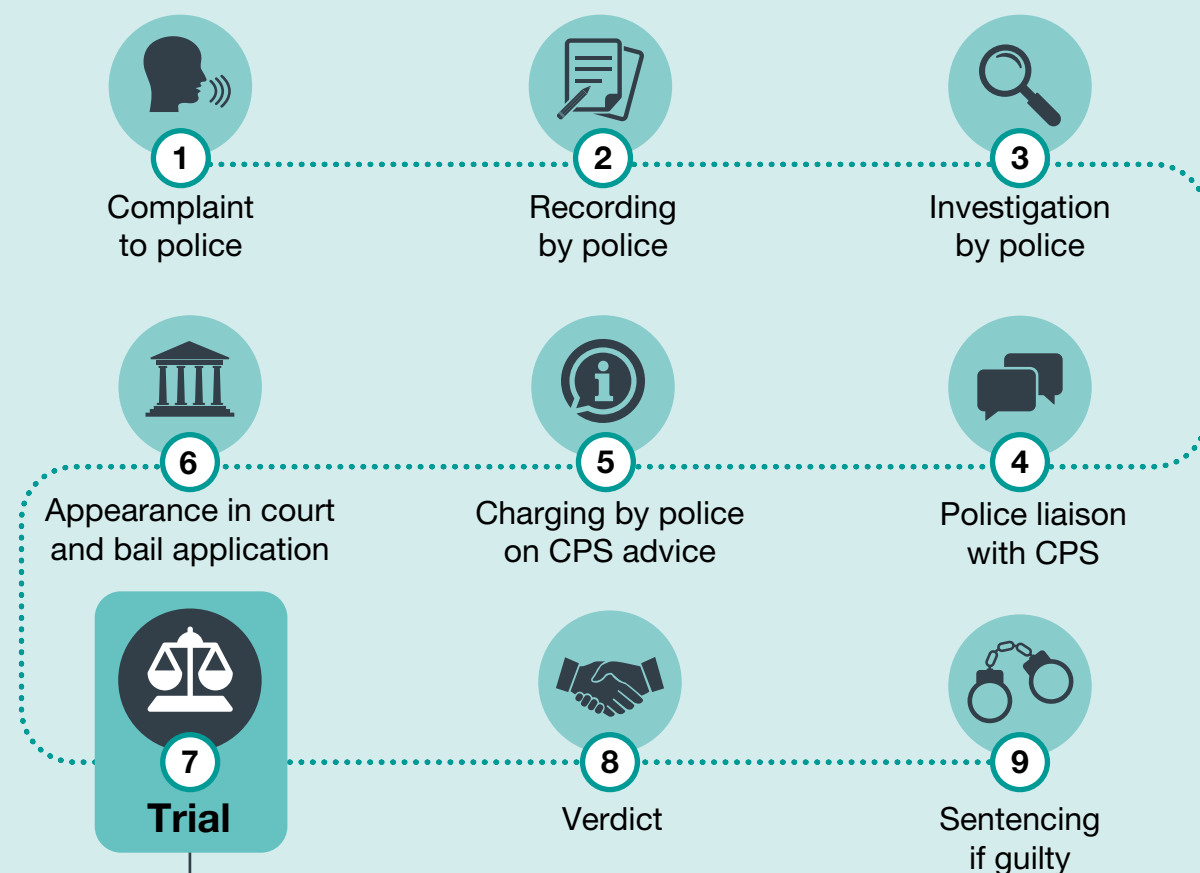 1
Complaint
to police
2
Recording
by police
3
Investigation
by police
4
Police liaison
with CPS
5
Charging by police
on CPS advice
6
Appearance in court
and bail application
7
Trial
8
Verdict
9
Sentencing
if guilty